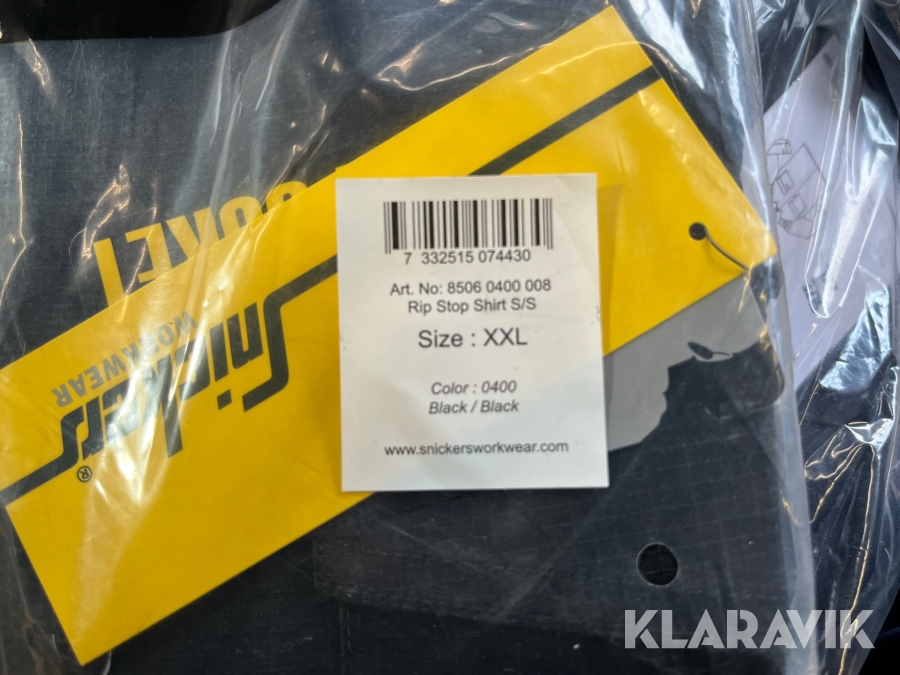 7 332515 074430
Art. No: 8506 0400 008
Rip Stop Shirt S/S
Size : XXL
Color : 0400
Black / Black
www.snickersworkwear.com
Snickers®
WORKWEAR
KLARAVIK